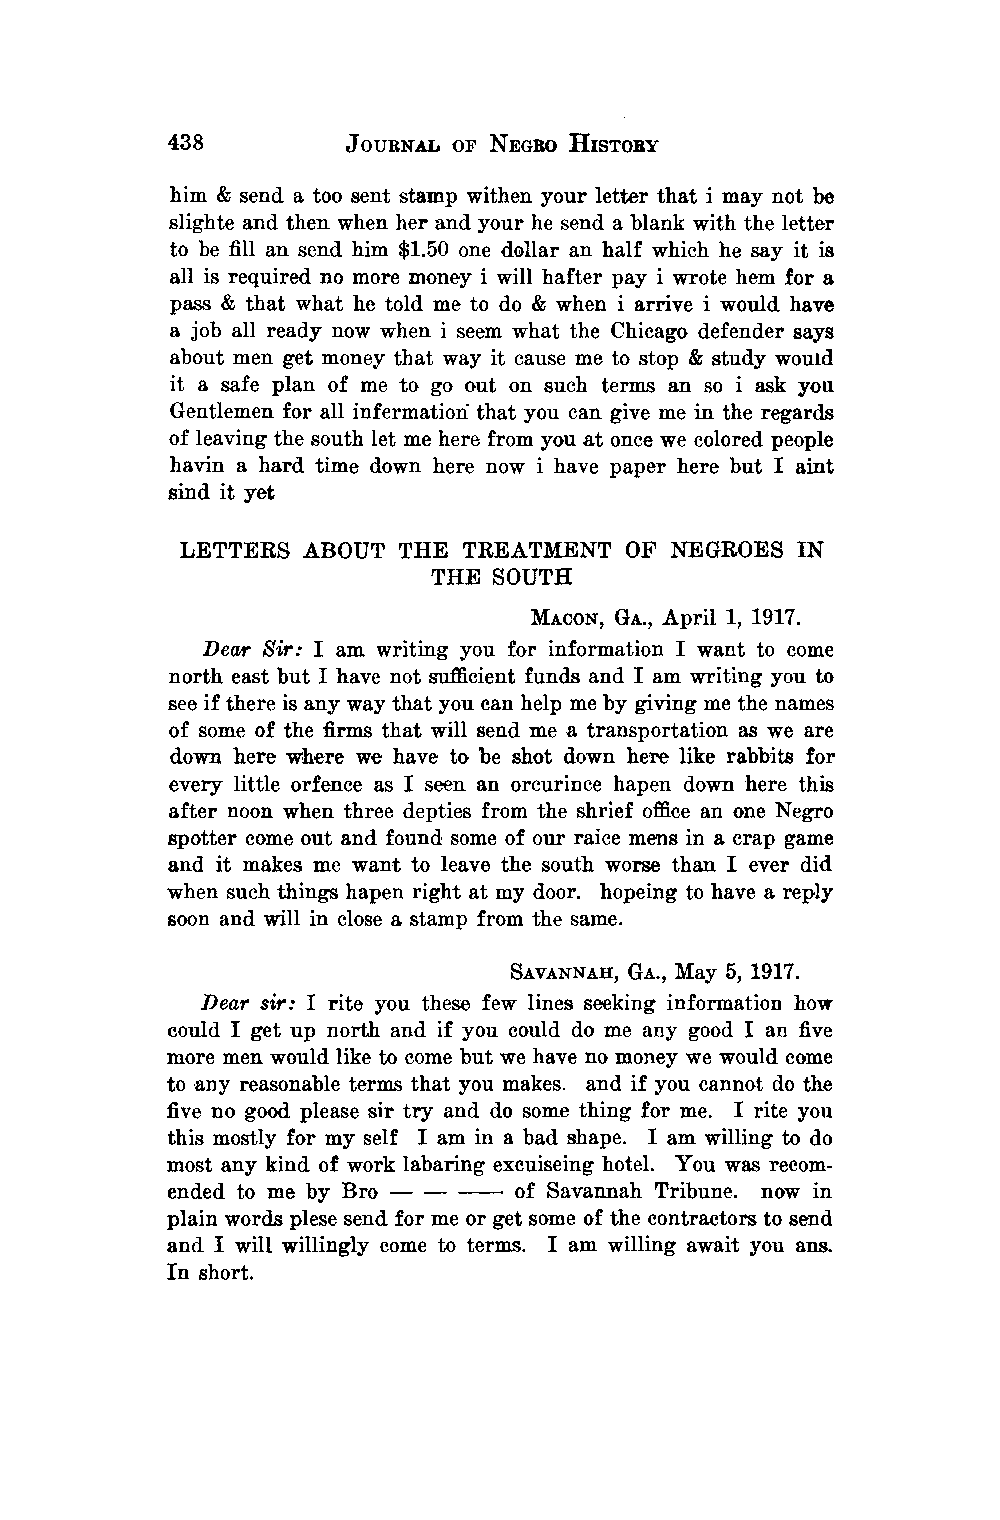 438 JOURNAL OF NEGRO HISTORY
him & send a too sent stamp withen your letter that i may not be
slighte and then when her and your he send a blank with the letter
to be fill an send him $1.50 one dollar an half which he say it is
all is required no more money i will hafter pay i wrote hem for a
pass & that what he told me to do & when i arrive i would have
a job all ready now when i seem what the Chicago defender says
about men get money that way it cause me to stop & study would
it a safe plan of me to go out on such terms an so i ask you
Gentlemen for all infermation that you can give me in the regards
of leaving the south let me here from you at once we colored people
havin a hard time down here now i have paper here but I aint
sind it yet
LETTERS ABOUT THE TREATMENT OF NEGROES IN
THE SOUTH
MACON, GA., April 1, 1917.
Dear Sir: I am writing you for information I want to come
north east but I have not sufficient funds and I am writing you to
see if there is any way that you can help me by giving me the names
of some of the firms that will send me a transportation as we are
down here where we have to be shot down here like rabbits for
every little orfence as I seen an orcurince hapen down here this
after noon when three depties from the shrief office an one Negro
spotter come out and found some of our raice mens in a crap game
and it makes me want to leave the south worse than I ever did
when such things hapen right at my door. hopeing to have a reply
soon and will in close a stamp from the same.
SAVANNAH, GA., May 5, 1917.
Dear sir: I rite you these few lines seeking information how
could I get up north and if you could do me any good I an five
more men would like to come but we have no money we would come
to any reasonable terms that you makes. and if you cannot do the
five no good please sir try and do some thing for me. I rite you
this mostly for my self I am in a bad shape. I am willing to do
most any kind of work labaring excuiseing hotel. You was recom-
ended to me by Bro — — —— of Savannah Tribune. now in
plain words plese send for me or get some of the contractors to send
and I will willingly come to terms. I am willing await you ans.
In short.